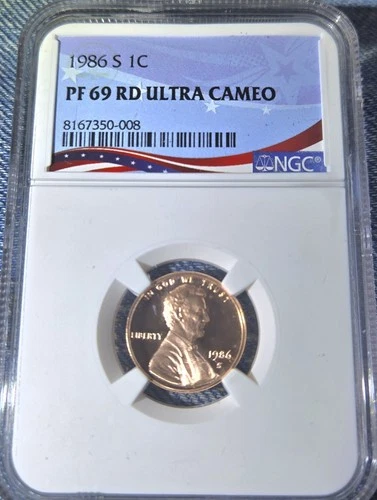 1986 S 1C
PF 69 RD ULTRA CAMEO
8167350-008
NGC®
IN GOD WE TRUST
LIBERTY
1986
S